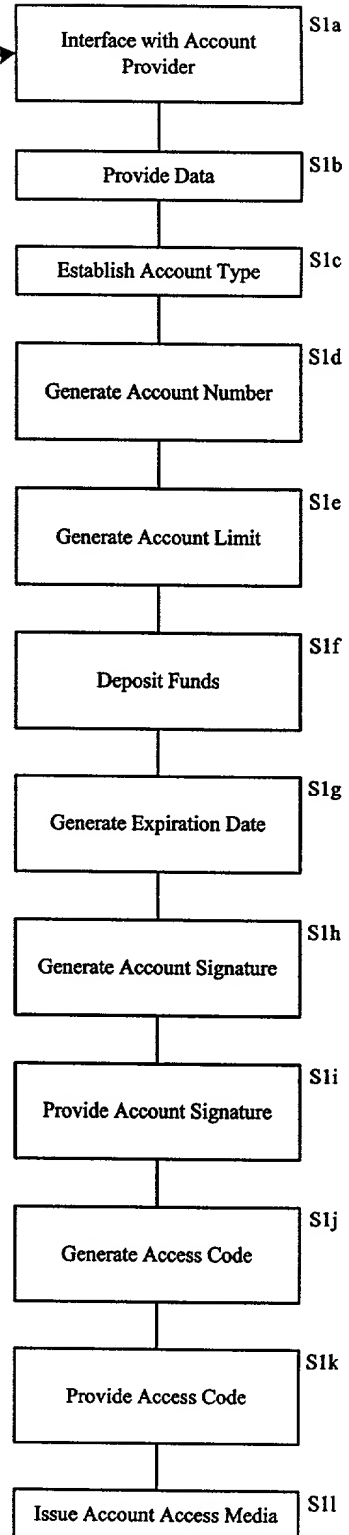 Interface with Account S1a
Provider
Provide Data S1b
Establish Account Type S1c
Generate Account Number S1d
Generate Account Limit S1e
Deposit Funds S1f
Generate Expiration Date S1g
Generate Account Signature S1h
Provide Account Signature S1i
Generate Access Code S1j
Provide Access Code S1k
Issue Account Access Media S1l